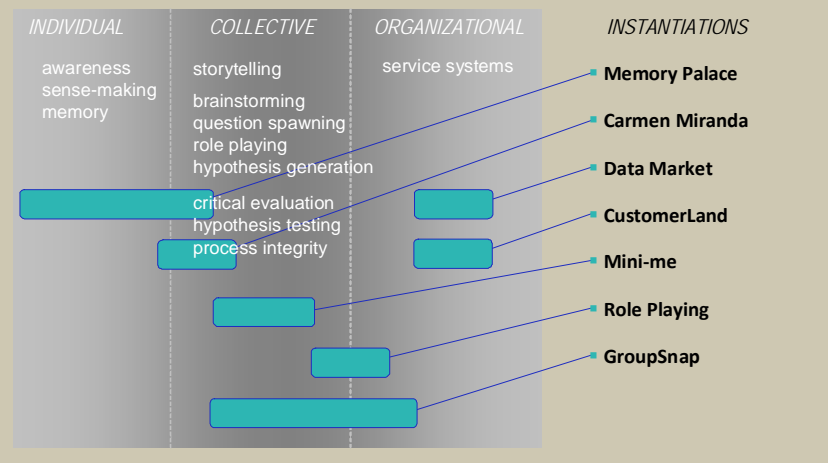 INDIVIDUAL
COLLECTIVE
ORGANIZATIONAL
INSTANTIATIONS
awareness
sense-making
memory
storytelling
brainstorming
question spawning
role playing
hypothesis generation
critical evaluation
hypothesis testing
process integrity
service systems
Memory Palace
Carmen Miranda
Data Market
CustomerLand
Mini-me
Role Playing
GroupSnap